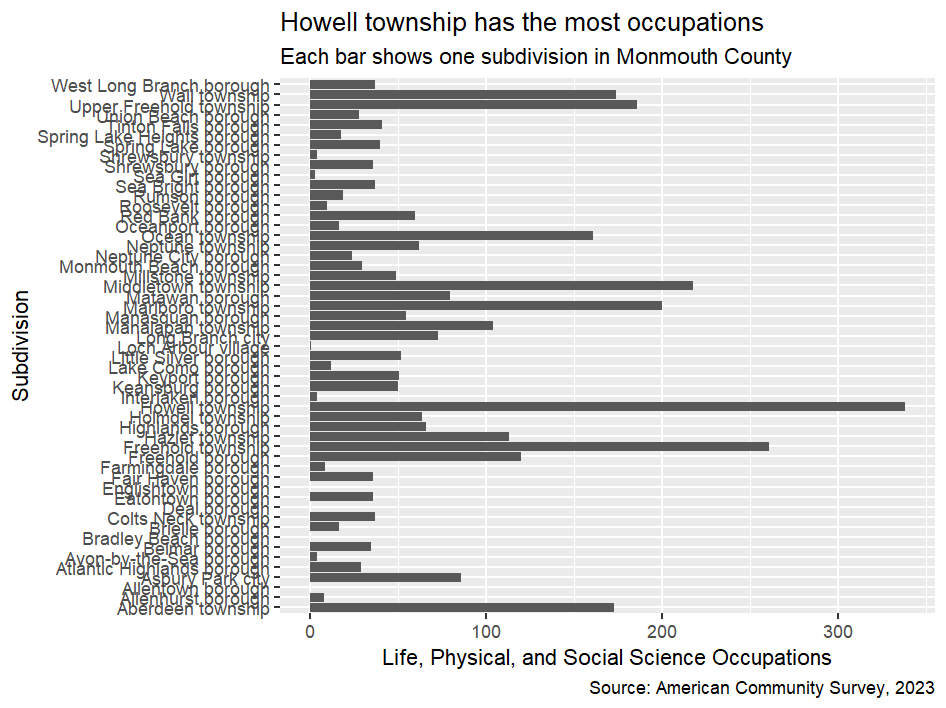 Howell township has the most occupations
Each bar shows one subdivision in Monmouth County
West Long Branch borough
Wall township
Upper Freehold township
Union Beach borough
Tinton Falls borough
Spring Lake Heights borough
Spring Lake borough
Shrewsbury township
Shrewsbury borough
Sea Girt borough
Sea Bright borough
Rumson borough
Roosevelt borough
Red Bank borough
Oceanport borough
Ocean township
Neptune township
Neptune City borough
Monmouth Beach borough
Millstone township
Middletown township
Matawan borough
Marlboro township
Manasquan borough
Manalapan township
Long Branch city
Loch Arbour village
Little Silver borough
Lake Como borough
Keyport borough
Keansburg borough
Interlaken borough
Howell township
Holmdel township
Highlands borough
Hazlet township
Freehold township
Freehold borough
Farmingdale borough
Fair Haven borough
Englishtown borough
Eatontown borough
Deal borough
Colts Neck township
Brielle borough
Bradley Beach borough
Belmar borough
Avon-by-the-Sea borough
Atlantic Highlands borough
Asbury Park city
Allentown borough
Allenhurst borough
Aberdeen township
Subdivision
0 100 200 300
Life, Physical, and Social Science Occupations
Source: American Community Survey, 2023